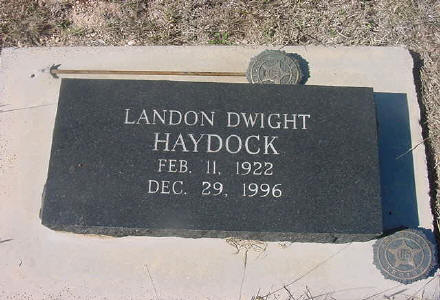 LANDON DWIGHT
HAYDOCK
FEB. 11, 1922
DEC. 29, 1996